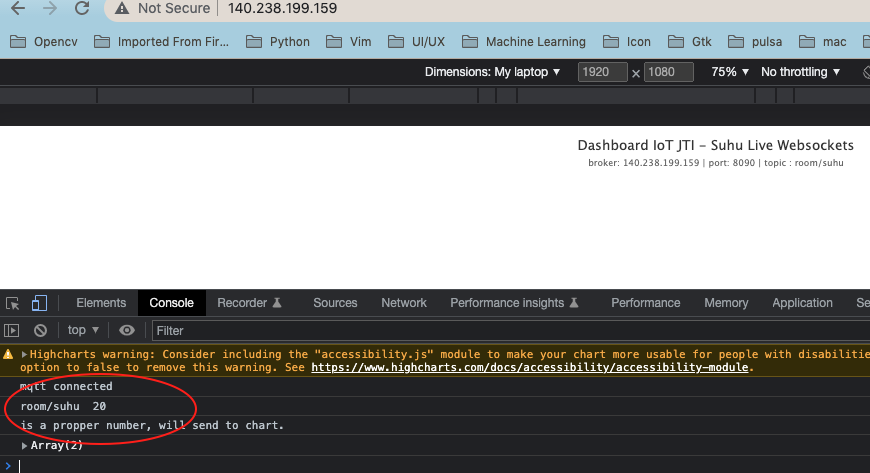 Not Secure 140.238.199.159
Opencv Imported From Fir... Python Vim UI/UX Machine Learning Icon Gtk pulsa mac
Dimensions: My laptop ▼ 1920 × 1080 75% ▼ No throttling ▼
Dashboard IoT JTI - Suhu Live Websockets
broker: 140.238.199.159 | port: 8090 | topic : room/suhu
Elements Console Recorder Sources Network Performance insights Performance Memory Application Se
top ▼ Filter
▶Highcharts warning: Consider including the "accessibility.js" module to make your chart more usable for people with disabilitie
option to false to remove this warning. See https://www.highcharts.com/docs/accessibility/accessibility-module.
mqtt connected
room/suhu 20
is a propper number, will send to chart.
▶Array(2)